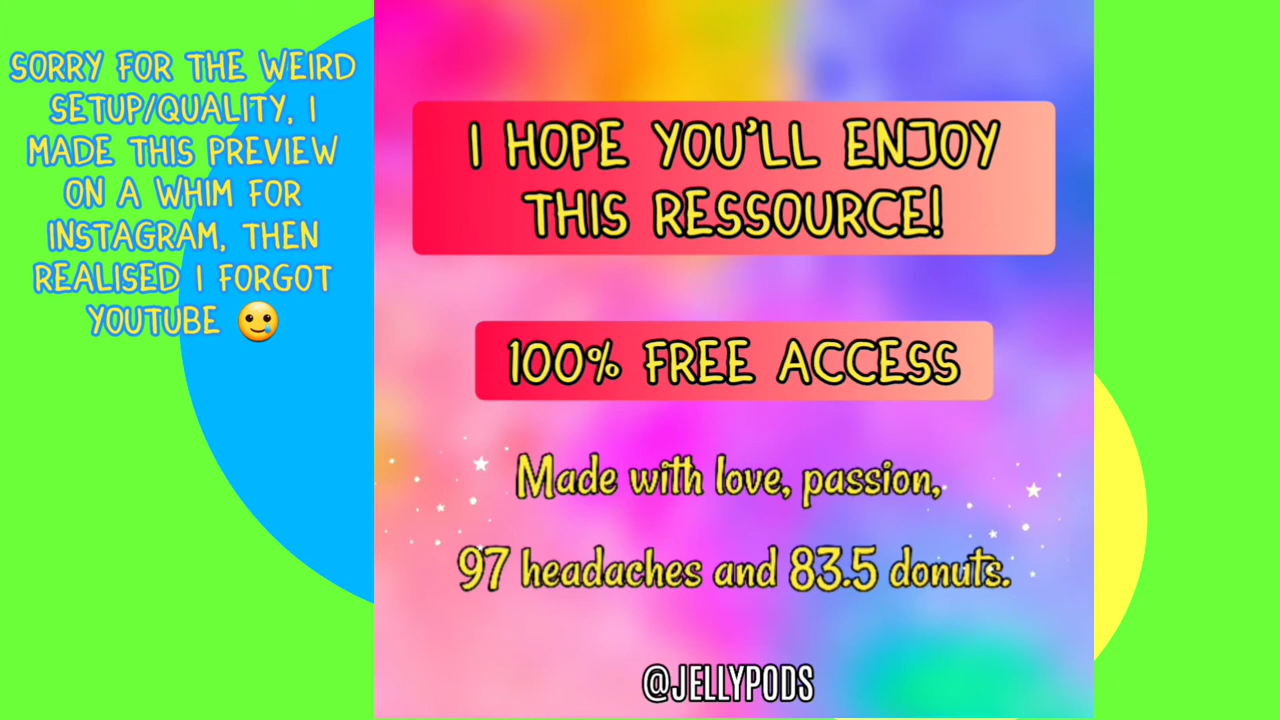 SORRY FOR THE WEIRD
SETUP/QUALITY, I
MADE THIS PREVIEW
ON A WHIM FOR
INSTAGRAM, THEN
REALISED I FORGOT
YOUTUBE 🥲
I HOPE YOU'LL ENJOY
THIS RESSOURCE!
100% FREE ACCESS
Made with love, passion,
97 headaches and 83.5 donuts.
@JELLYPODS